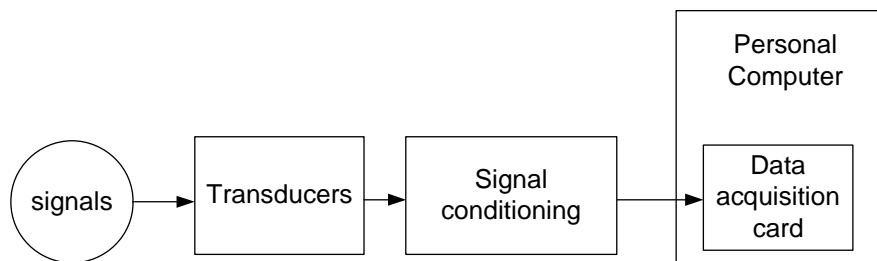 signals
Transducers
Signal
conditioning
Personal
Computer
Data
acquisition
card